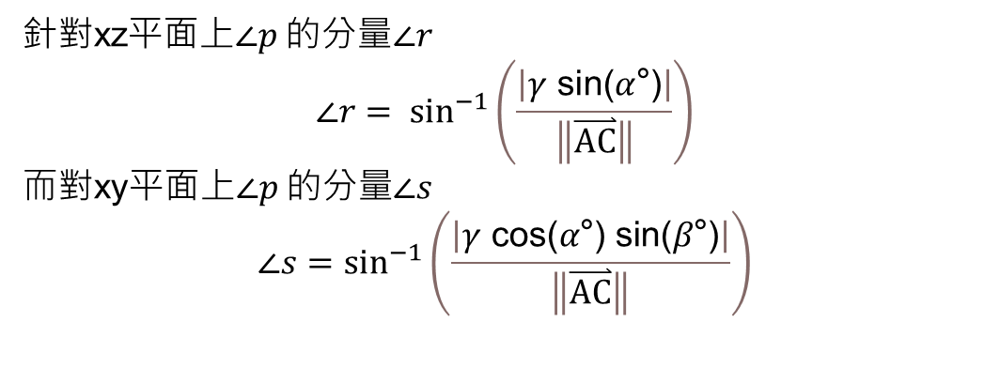 針對xz平面上∠p 的分量∠r
∠r = sin⁻¹(|γ sin(α°)| / ‖AC⃗‖)
而對xy平面上∠p 的分量∠s
∠s = sin⁻¹(|γ cos(α°) sin(β°)| / ‖AC⃗‖)